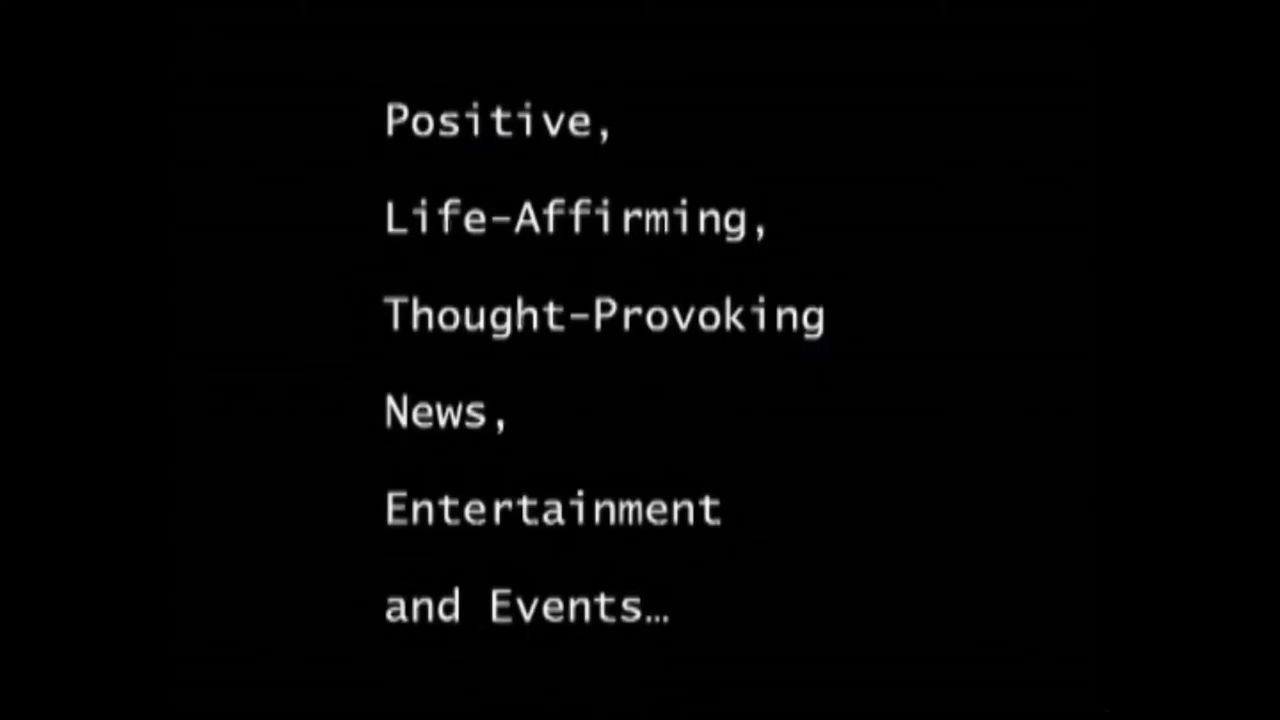 Positive,
Life-Affirming,
Thought-Provoking
News,
Entertainment
and Events…